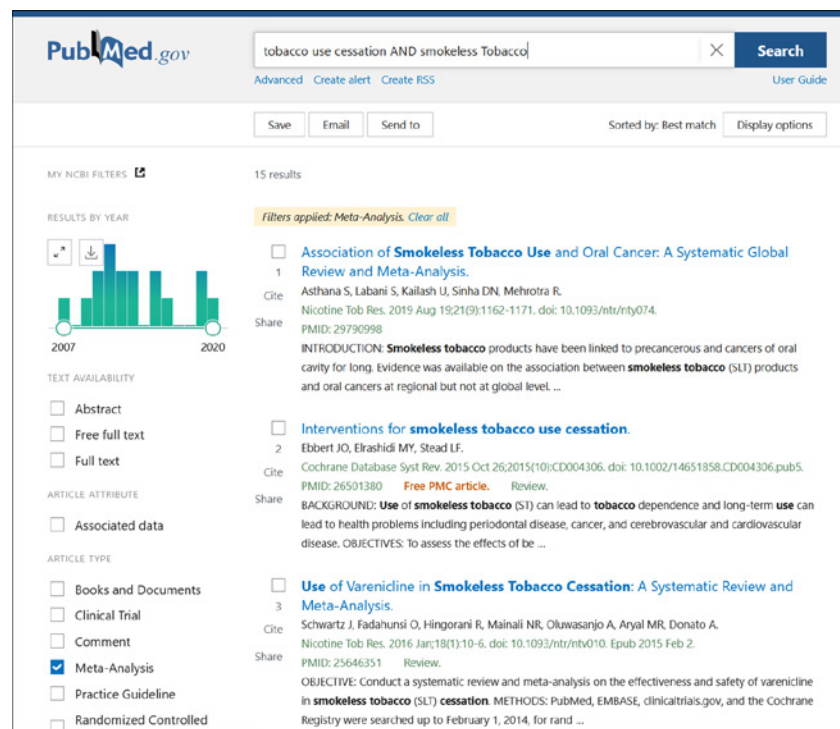 PubMed.gov
tobacco use cessation AND smokeless Tobacco
Search
Advanced Create alert Create RSS
User Guide
Save Email Send to
Sorted by: Best match Display options
MY NCBI FILTERS
15 results
RESULTS BY YEAR
Filters applied: Meta-Analysis. Clear all
2007 2020
TEXT AVAILABILITY
Abstract
Free full text
Full text
ARTICLE ATTRIBUTE
Associated data
ARTICLE TYPE
Books and Documents
Clinical Trial
Comment
Meta-Analysis
Practice Guideline
Randomized Controlled
Association of Smokeless Tobacco Use and Oral Cancer: A Systematic Global
1
Review and Meta-Analysis.
Cite
Asthana S, Labani S, Kailash U, Sinha DN, Mehrotra R.
Nicotine Tob Res. 2019 Aug 19;21(9):1162-1171. doi: 10.1093/ntr/nty074.
Share
PMID: 29790998
INTRODUCTION: Smokeless tobacco products have been linked to precancerous and cancers of oral
cavity for long. Evidence was available on the association between smokeless tobacco (SLT) products
and oral cancers at regional but not at global level. ...
Interventions for smokeless tobacco use cessation.
2
Ebbert JO, Elrashidi MY, Stead LF.
Cite
Cochrane Database Syst Rev. 2015 Oct 26;2015(10):CD004306. doi: 10.1002/14651858.CD004306.pub5.
PMID: 26501380 Free PMC article. Review.
Share
BACKGROUND: Use of smokeless tobacco (ST) can lead to tobacco dependence and long-term use can
lead to health problems including periodontal disease, cancer, and cerebrovascular and cardiovascular
disease. OBJECTIVES: To assess the effects of be ...
Use of Varenicline in Smokeless Tobacco Cessation: A Systematic Review and
3
Meta-Analysis.
Cite
Schwartz J, Fadahunsi O, Hingorani R, Mainali NR, Oluwasanjo A, Aryal MR, Donato A.
Nicotine Tob Res. 2016 Jan;18(1):10-6. doi: 10.1093/ntr/ntv010. Epub 2015 Feb 2.
Share
PMID: 25646351 Review.
OBJECTIVE: Conduct a systematic review and meta-analysis on the effectiveness and safety of varenicline
in smokeless tobacco (SLT) cessation. METHODS: PubMed, EMBASE, clinicaltrials.gov, and the Cochrane
Registry were searched up to February 1, 2014, for rand ...